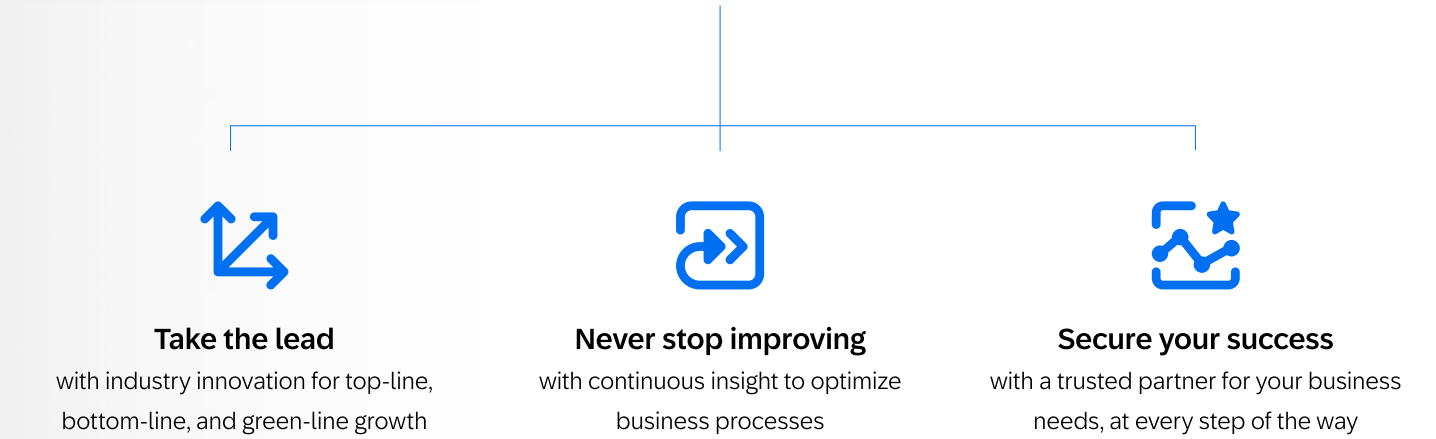 Take the lead
with industry innovation for top-line,
bottom-line, and green-line growth
Never stop improving
with continuous insight to optimize
business processes
Secure your success
with a trusted partner for your business
needs, at every step of the way